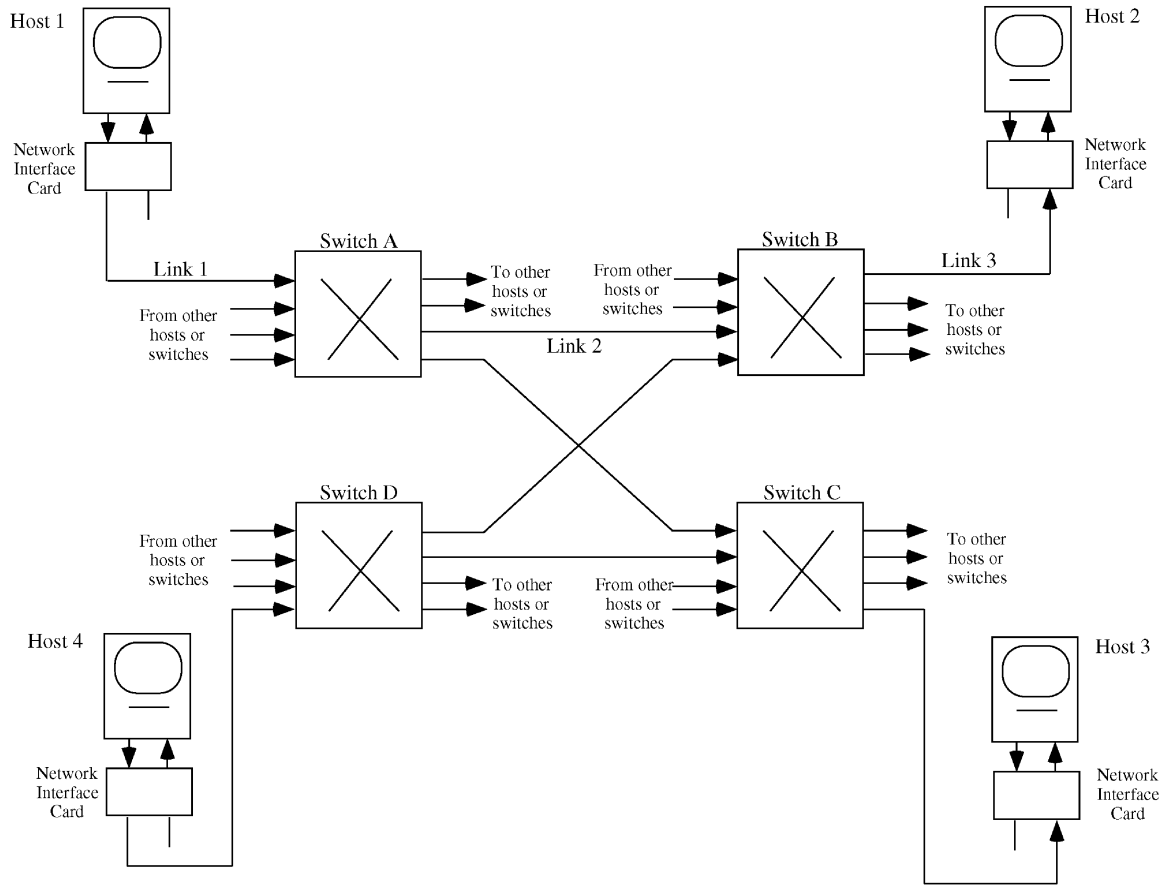 Host 1
Host 2
Network
Interface
Card
Network
Interface
Card
Switch A
Switch B
Link 1
To other
hosts or
switches
From other
hosts or
switches
Link 3
From other
hosts or
switches
To other
hosts or
switches
Link 2
Switch D
Switch C
From other
hosts or
switches
To other
hosts or
switches
To other
hosts or
switches
From other
hosts or
switches
Host 4
Host 3
Network
Interface
Card
Network
Interface
Card